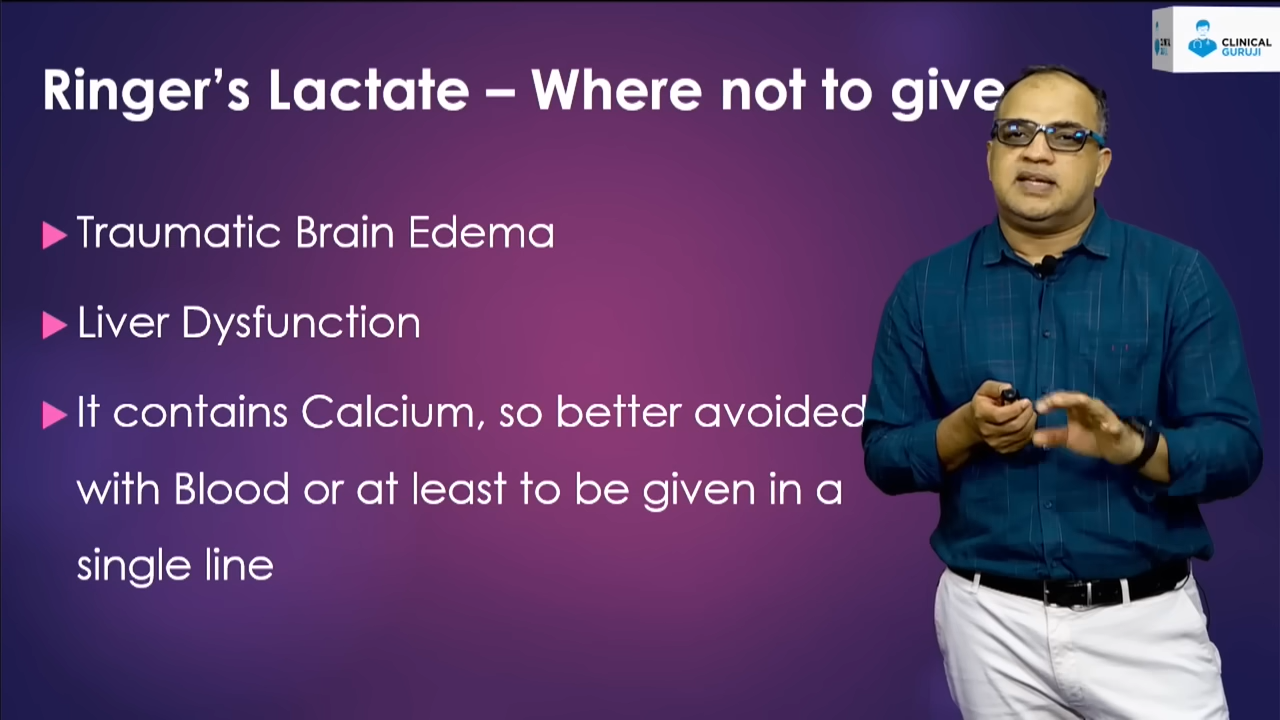 CLINICAL
GURUJI
Ringer’s Lactate – Where not to give
Traumatic Brain Edema
Liver Dysfunction
It contains Calcium, so better avoided
with Blood or at least to be given in a
single line